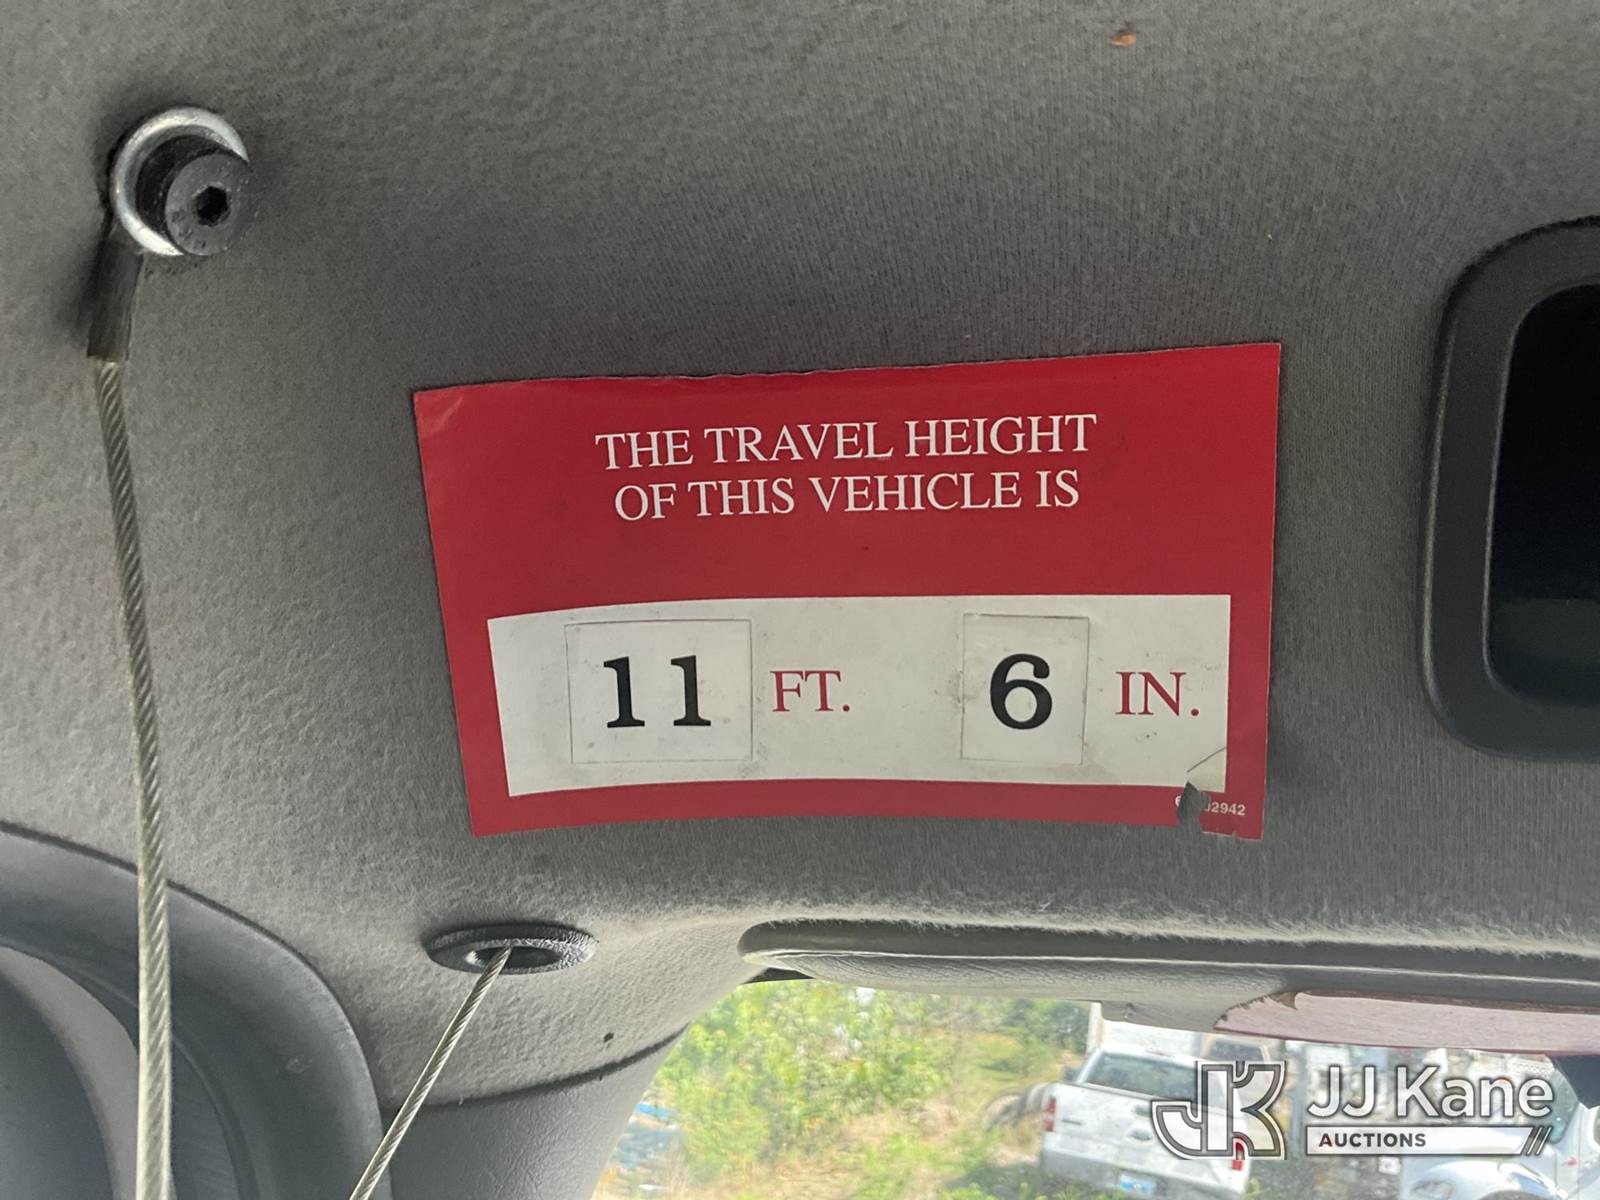 THE TRAVEL HEIGHT
OF THIS VEHICLE IS
11 FT. 6 IN.
JJ Kane
AUCTIONS